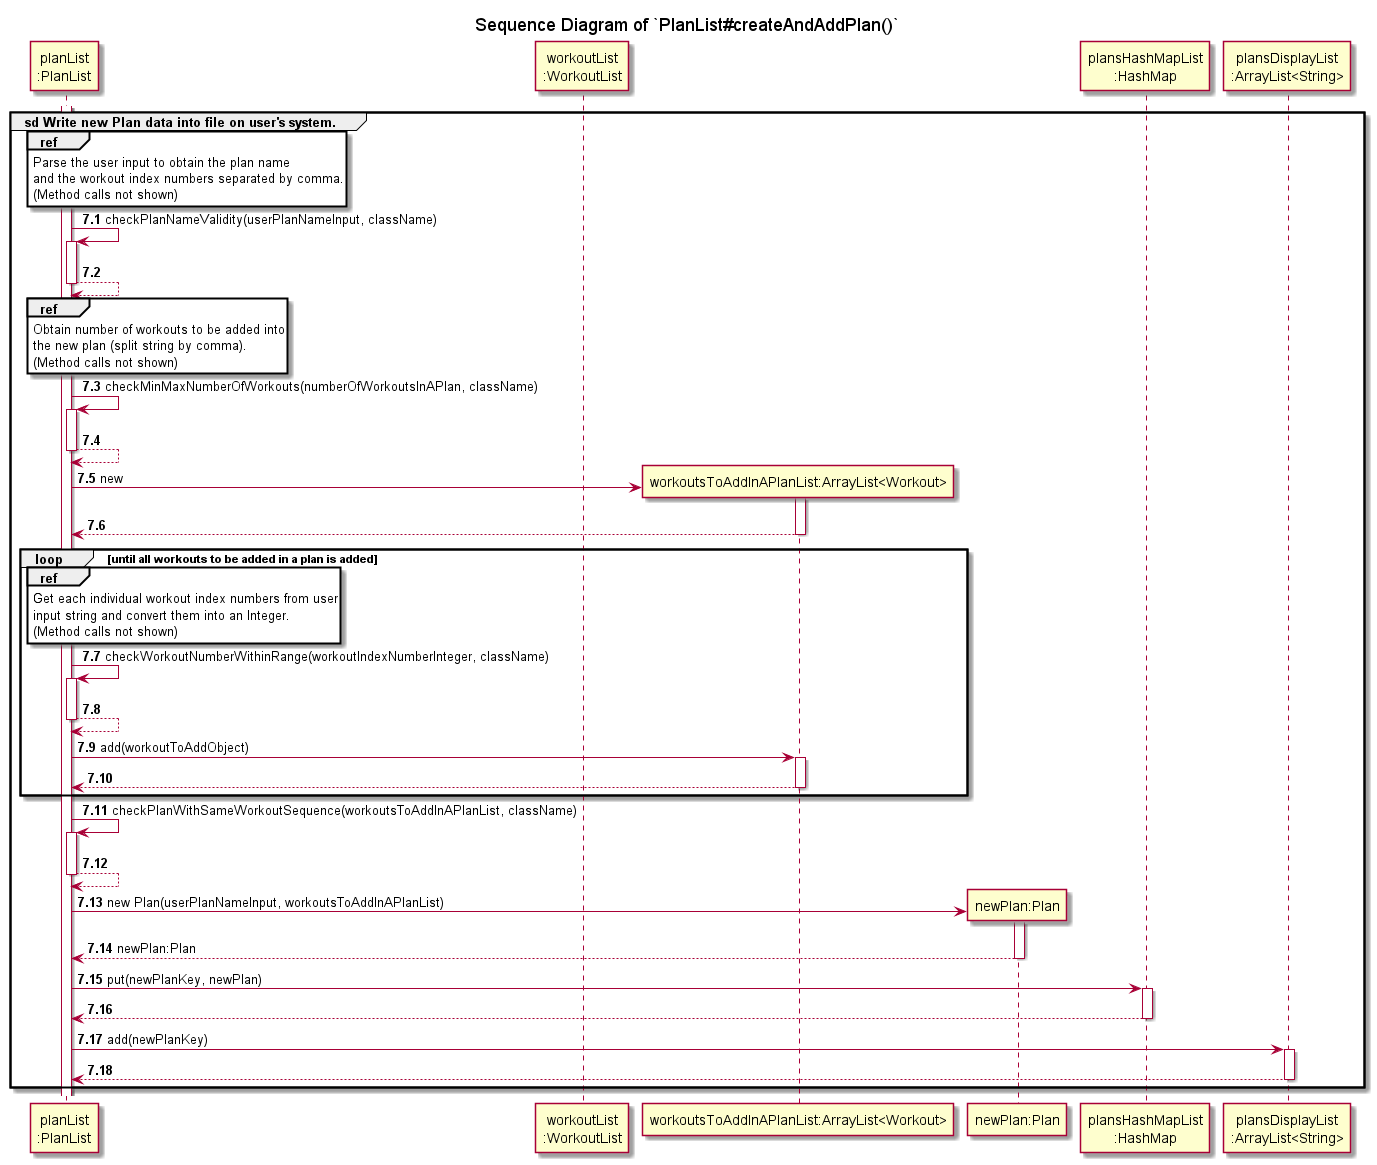 Sequence Diagram of `PlanList#createAndAddPlan()`
planList
:PlanList
workoutList
:WorkoutList
plansHashMapList
:HashMap
plansDisplayList
:ArrayList<String>
sd Write new Plan data into file on user's system.
ref
Parse the user input to obtain the plan name
and the workout index numbers separated by comma.
(Method calls not shown)
7.1 checkPlanNameValidity(userPlanNameInput, className)
7.2
ref
Obtain number of workouts to be added into
the new plan (split string by comma).
(Method calls not shown)
7.3 checkMinMaxNumberOfWorkouts(numberOfWorkoutsInAPlan, className)
7.4
7.5 new
workoutsToAddInAPlanList:ArrayList<Workout>
7.6
loop [until all workouts to be added in a plan is added]
ref
Get each individual workout index numbers from user
input string and convert them into an Integer.
(Method calls not shown)
7.7 checkWorkoutNumberWithinRange(workoutIndexNumberInteger, className)
7.8
7.9 add(workoutToAddObject)
7.10
7.11 checkPlanWithSameWorkoutSequence(workoutsToAddInAPlanList, className)
7.12
7.13 new Plan(userPlanNameInput, workoutsToAddInAPlanList)
newPlan:Plan
7.14 newPlan:Plan
7.15 put(newPlanKey, newPlan)
7.16
7.17 add(newPlanKey)
7.18
planList
:PlanList
workoutList
:WorkoutList
workoutsToAddInAPlanList:ArrayList<Workout>
newPlan:Plan
plansHashMapList
:HashMap
plansDisplayList
:ArrayList<String>